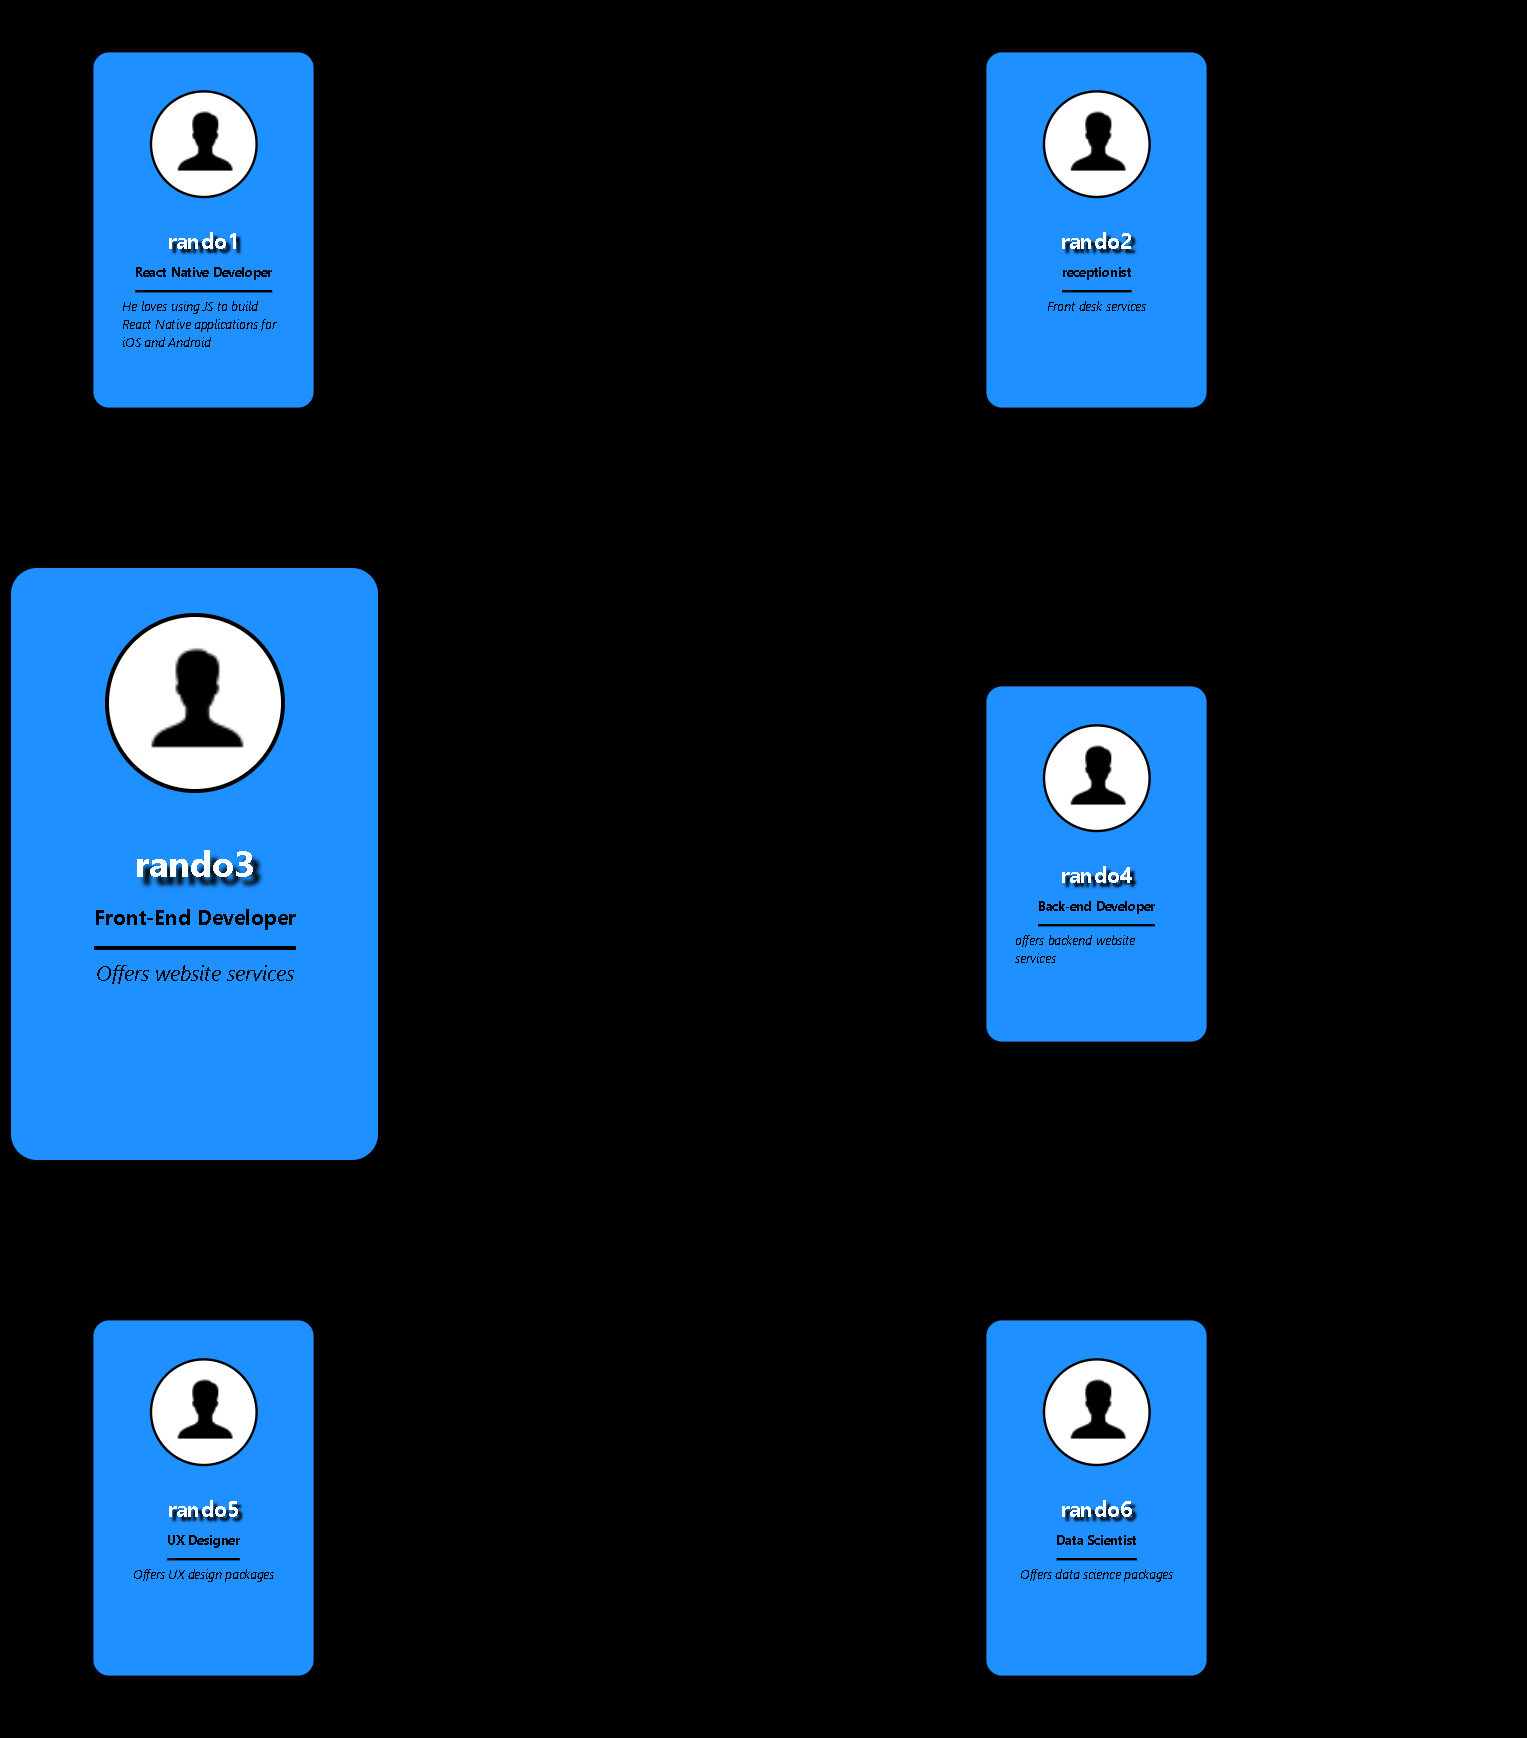 rando1
React Native Developer
He loves using JS to build
React Native applications for
iOS and Android
rando2
receptionist
Front desk services
rando3
Front-End Developer
Offers website services
rando4
Back-end Developer
offers backend website
services
rando5
UX Designer
Offers UX design packages
rando6
Data Scientist
Offers data science packages